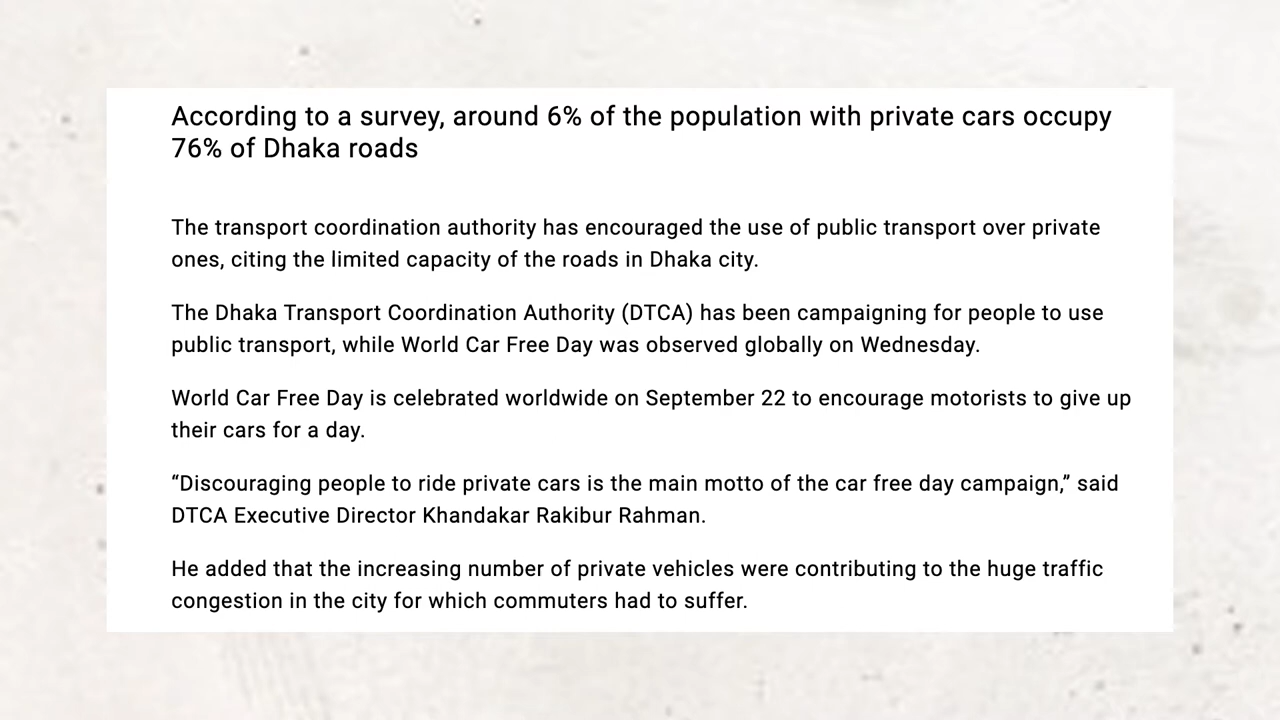 According to a survey, around 6% of the population with private cars occupy
76% of Dhaka roads
The transport coordination authority has encouraged the use of public transport over private
ones, citing the limited capacity of the roads in Dhaka city.
The Dhaka Transport Coordination Authority (DTCA) has been campaigning for people to use
public transport, while World Car Free Day was observed globally on Wednesday.
World Car Free Day is celebrated worldwide on September 22 to encourage motorists to give up
their cars for a day.
“Discouraging people to ride private cars is the main motto of the car free day campaign,” said
DTCA Executive Director Khandakar Rakibur Rahman.
He added that the increasing number of private vehicles were contributing to the huge traffic
congestion in the city for which commuters had to suffer.